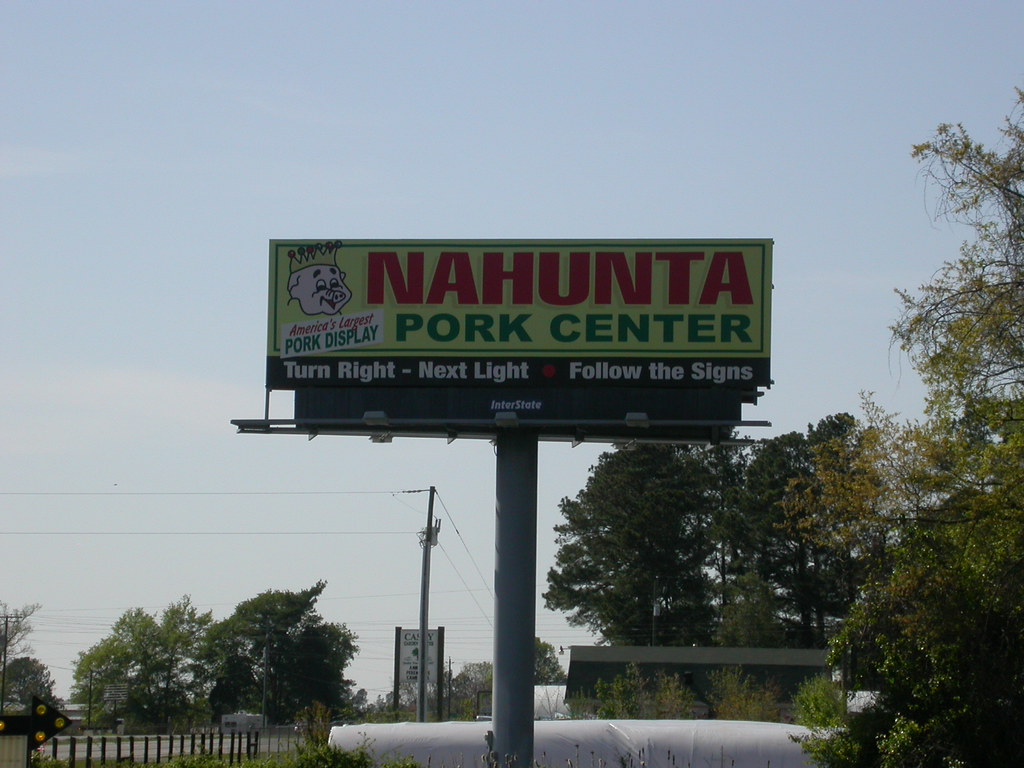 NAHUNTA
PORK CENTER
America's Largest
PORK DISPLAY
Turn Right - Next Light • Follow the Signs
InterState